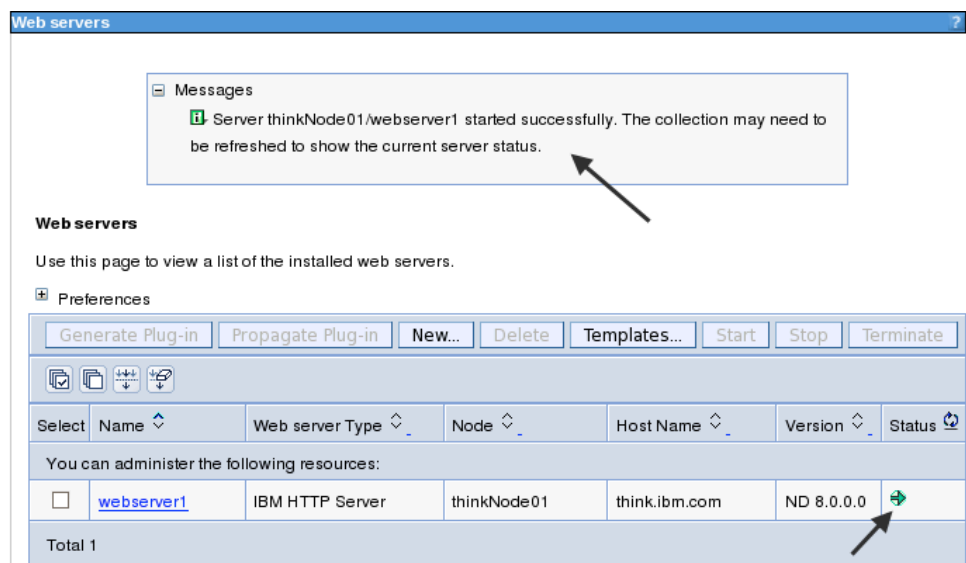 Web servers ?
Messages
Server thinkNode01/webserver1 started successfully. The collection may need to
be refreshed to show the current server status.
Web servers
Use this page to view a list of the installed web servers.
Preferences
Generate Plug-in Propagate Plug-in New... Delete Templates... Start Stop Terminate
Select Name Web server Type Node Host Name Version Status
You can administer the following resources:
webserver1 IBM HTTP Server thinkNode01 think.ibm.com ND 8.0.0.0
Total 1